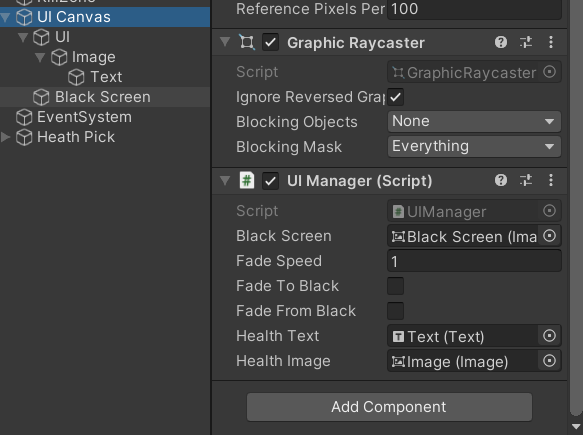 KillZone
UI Canvas
UI
Image
Text
Black Screen
EventSystem
Heath Pick
Reference Pixels Per
100
Graphic Raycaster
Script
GraphicRaycaster
Ignore Reversed Grap
Blocking Objects
None
Blocking Mask
Everything
UI Manager (Script)
Script
#UIManager
Black Screen
Black Screen (Ima
Fade Speed
1
Fade To Black
Fade From Black
Health Text
Text (Text)
Health Image
Image (Image)
Add Component